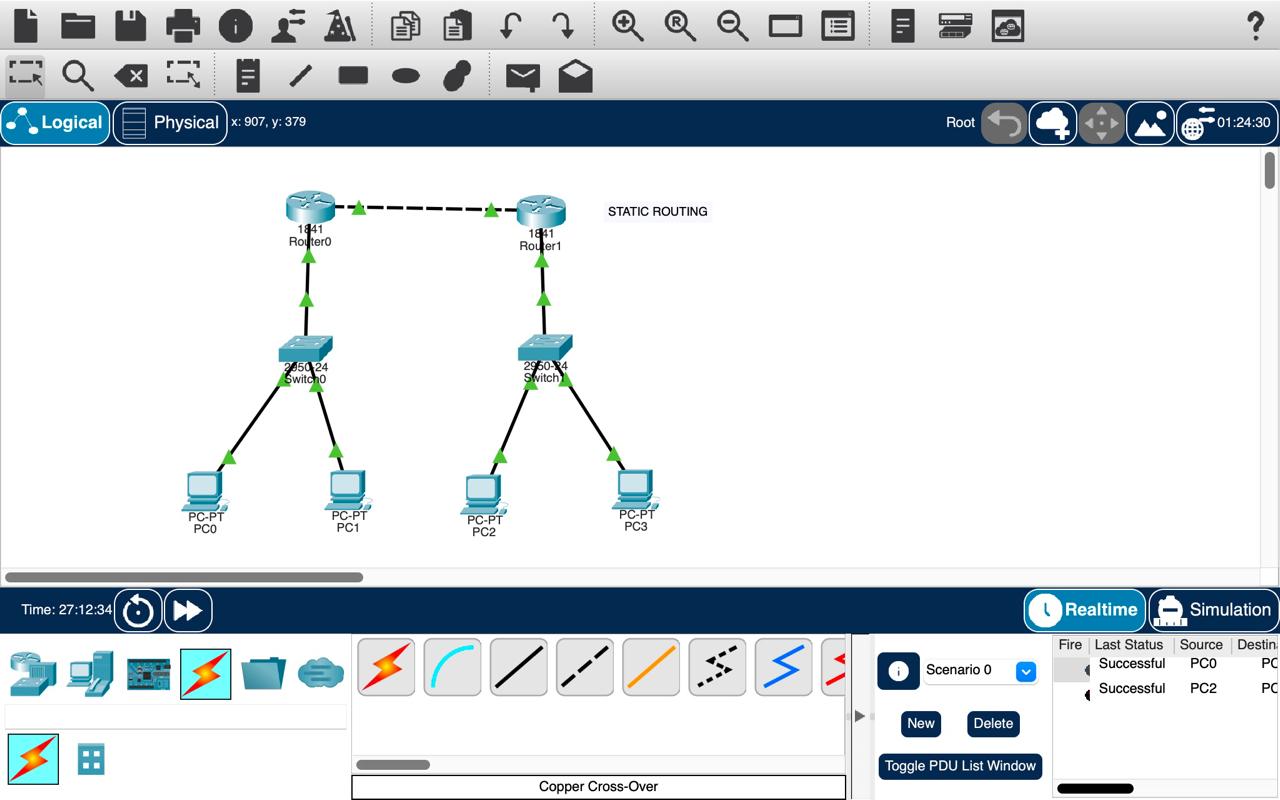 R
?
Logical
Physical
x: 907, y: 379
Root
01:24:30
STATIC ROUTING
1841
Router0
1841
Router1
2950-24
Switch0
2950-24
Switch1
PC-PT
PC0
PC-PT
PC1
PC-PT
PC2
PC-PT
PC3
Time: 27:12:34
Realtime
Simulation
Scenario 0
New
Delete
Toggle PDU List Window
Fire
Last Status
Source
Destin
Successful
PC0
PC
Successful
PC2
PC
Copper Cross-Over